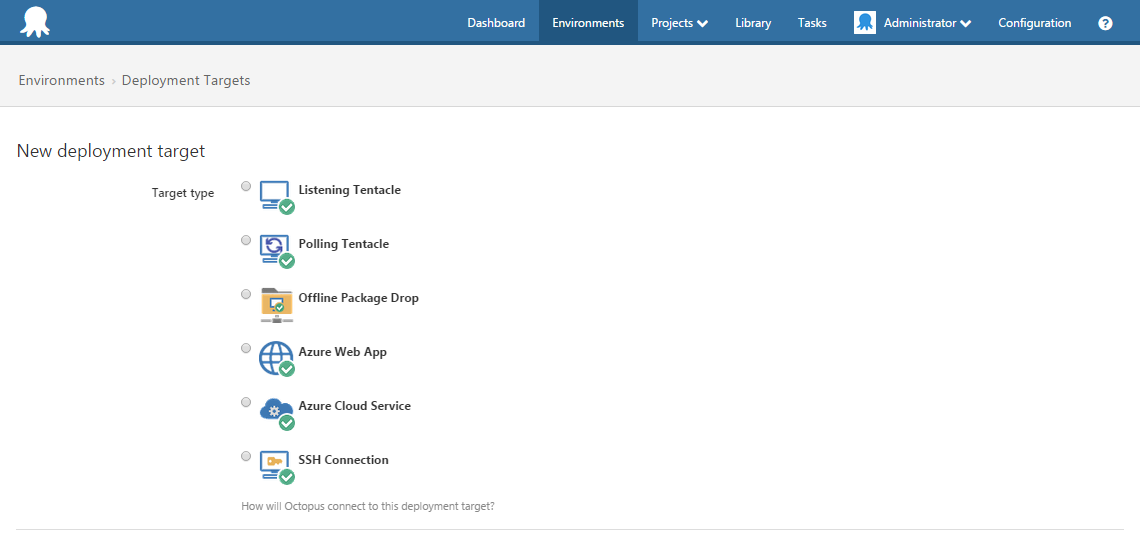 Dashboard Environments Projects Library Tasks Administrator Configuration ?
Environments › Deployment Targets
New deployment target
Target type
Listening Tentacle
Polling Tentacle
Offline Package Drop
Azure Web App
Azure Cloud Service
SSH Connection
How will Octopus connect to this deployment target?